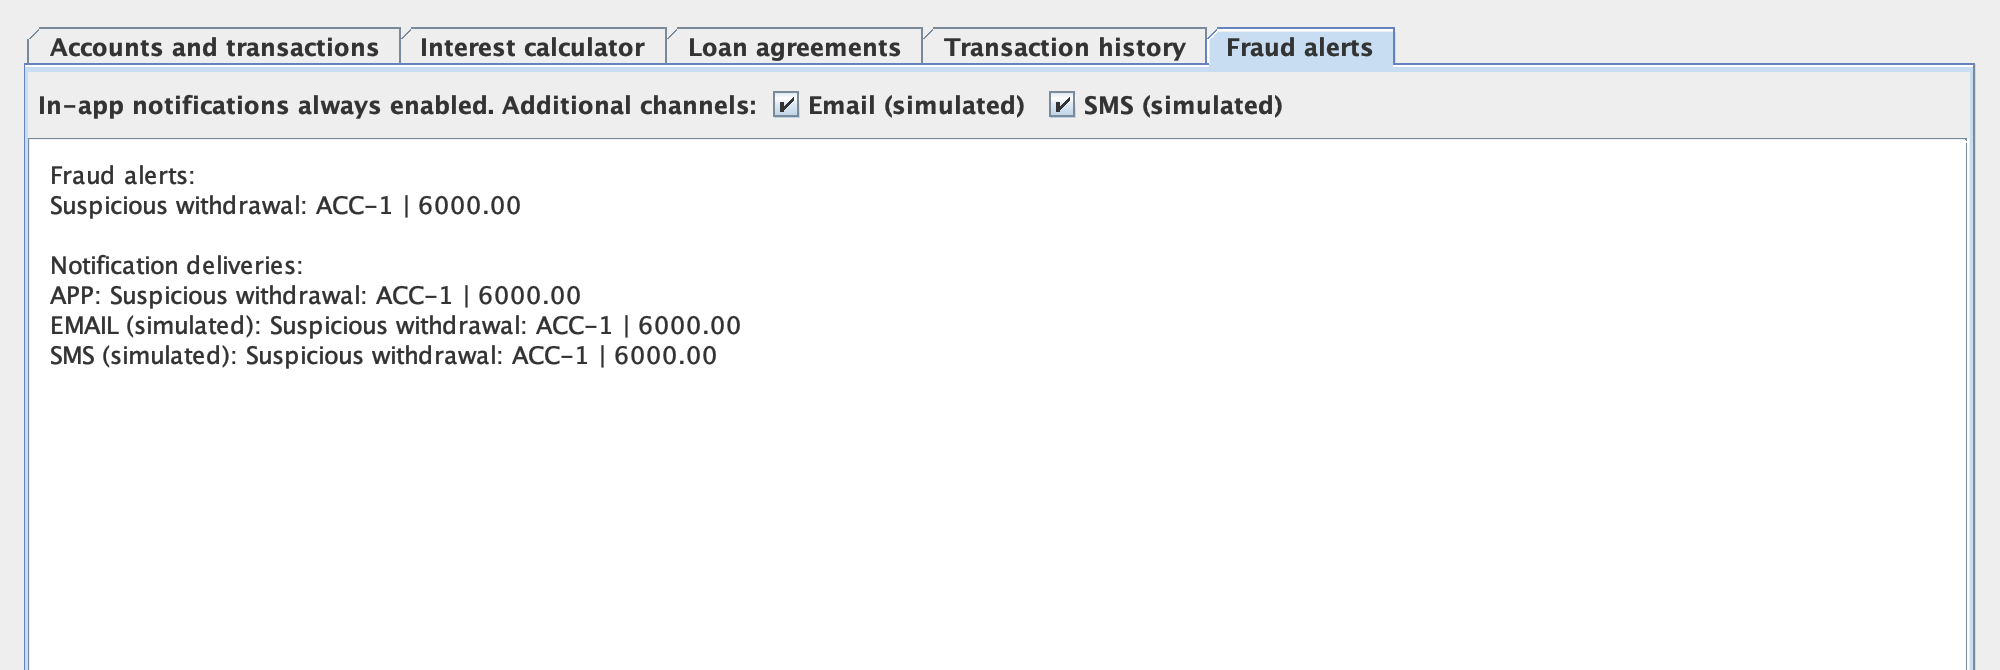 Accounts and transactions Interest calculator Loan agreements Transaction history Fraud alerts
In-app notifications always enabled. Additional channels: Email (simulated) SMS (simulated)
Fraud alerts:
Suspicious withdrawal: ACC-1 | 6000.00
Notification deliveries:
APP: Suspicious withdrawal: ACC-1 | 6000.00
EMAIL (simulated): Suspicious withdrawal: ACC-1 | 6000.00
SMS (simulated): Suspicious withdrawal: ACC-1 | 6000.00